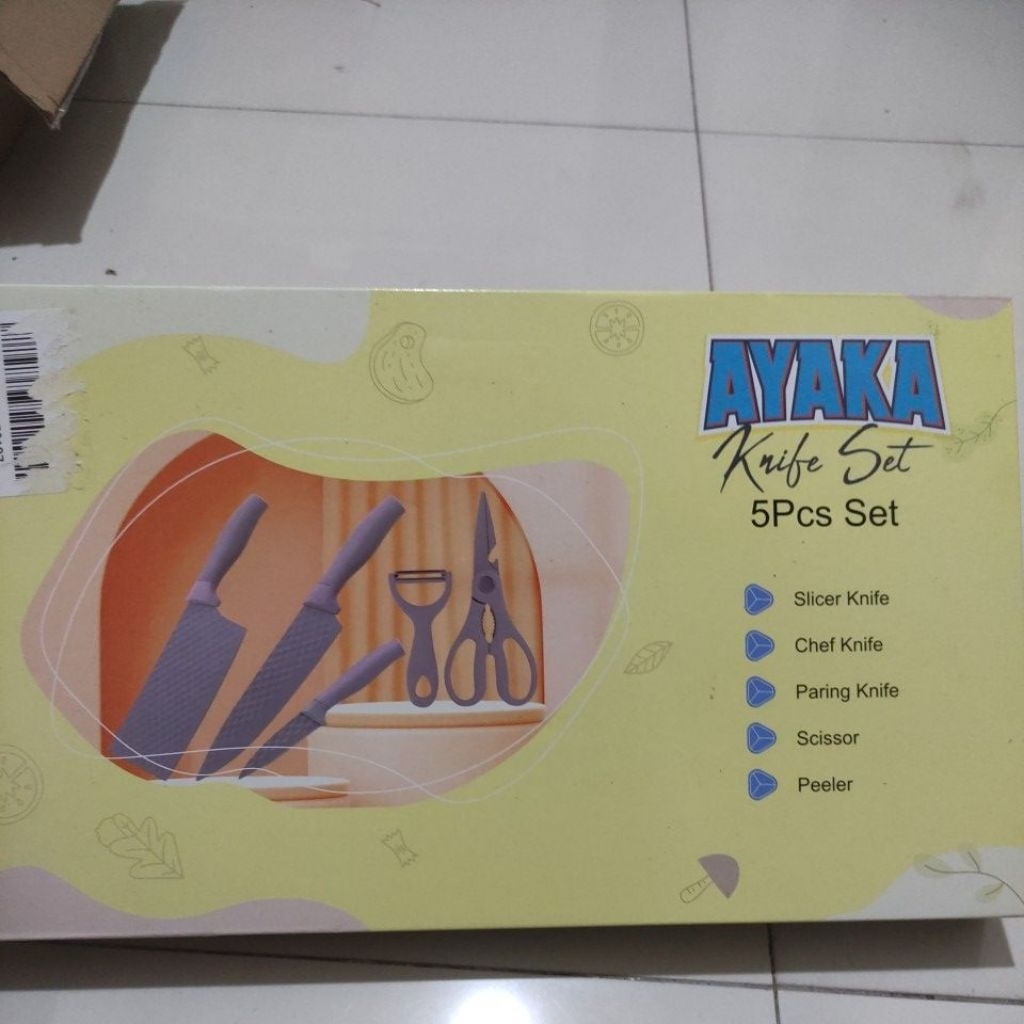 AYAKA
Knife Set
5Pcs Set
Slicer Knife
Chef Knife
Paring Knife
Scissor
Peeler